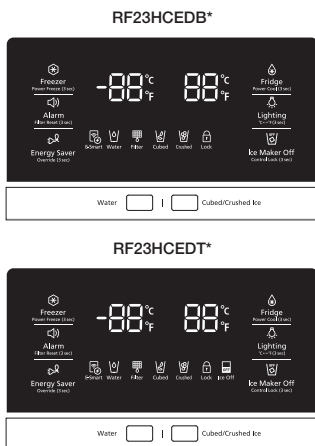 RF23HCEDB*
Freezer
Power Freeze (3 sec)
Alarm
Filter Reset (3 sec)
Energy Saver
Override (3 sec)
-88 °C °F
88 °C °F
E-Smart Water Filter Cubed Crushed Lock
Fridge
Power Cool (3 sec)
Lighting
°C↔°F (3 sec)
OFF
Ice Maker Off
Control Lock (3 sec)
Water | Cubed/Crushed Ice
RF23HCEDT*
Freezer
Power Freeze (3 sec)
Alarm
Filter Reset (3 sec)
Energy Saver
Override (3 sec)
-88 °C °F
88 °C °F
E-Smart Water Filter Cubed Crushed Lock Ice Off
Fridge
Power Cool (3 sec)
Lighting
°C↔°F (3 sec)
OFF
Ice Maker Off
Control Lock (3 sec)
Water | Cubed/Crushed Ice